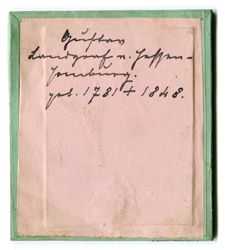 Gustav
Landgraf v. Hessen-
Homburg.
geb. 1781 + 1848.